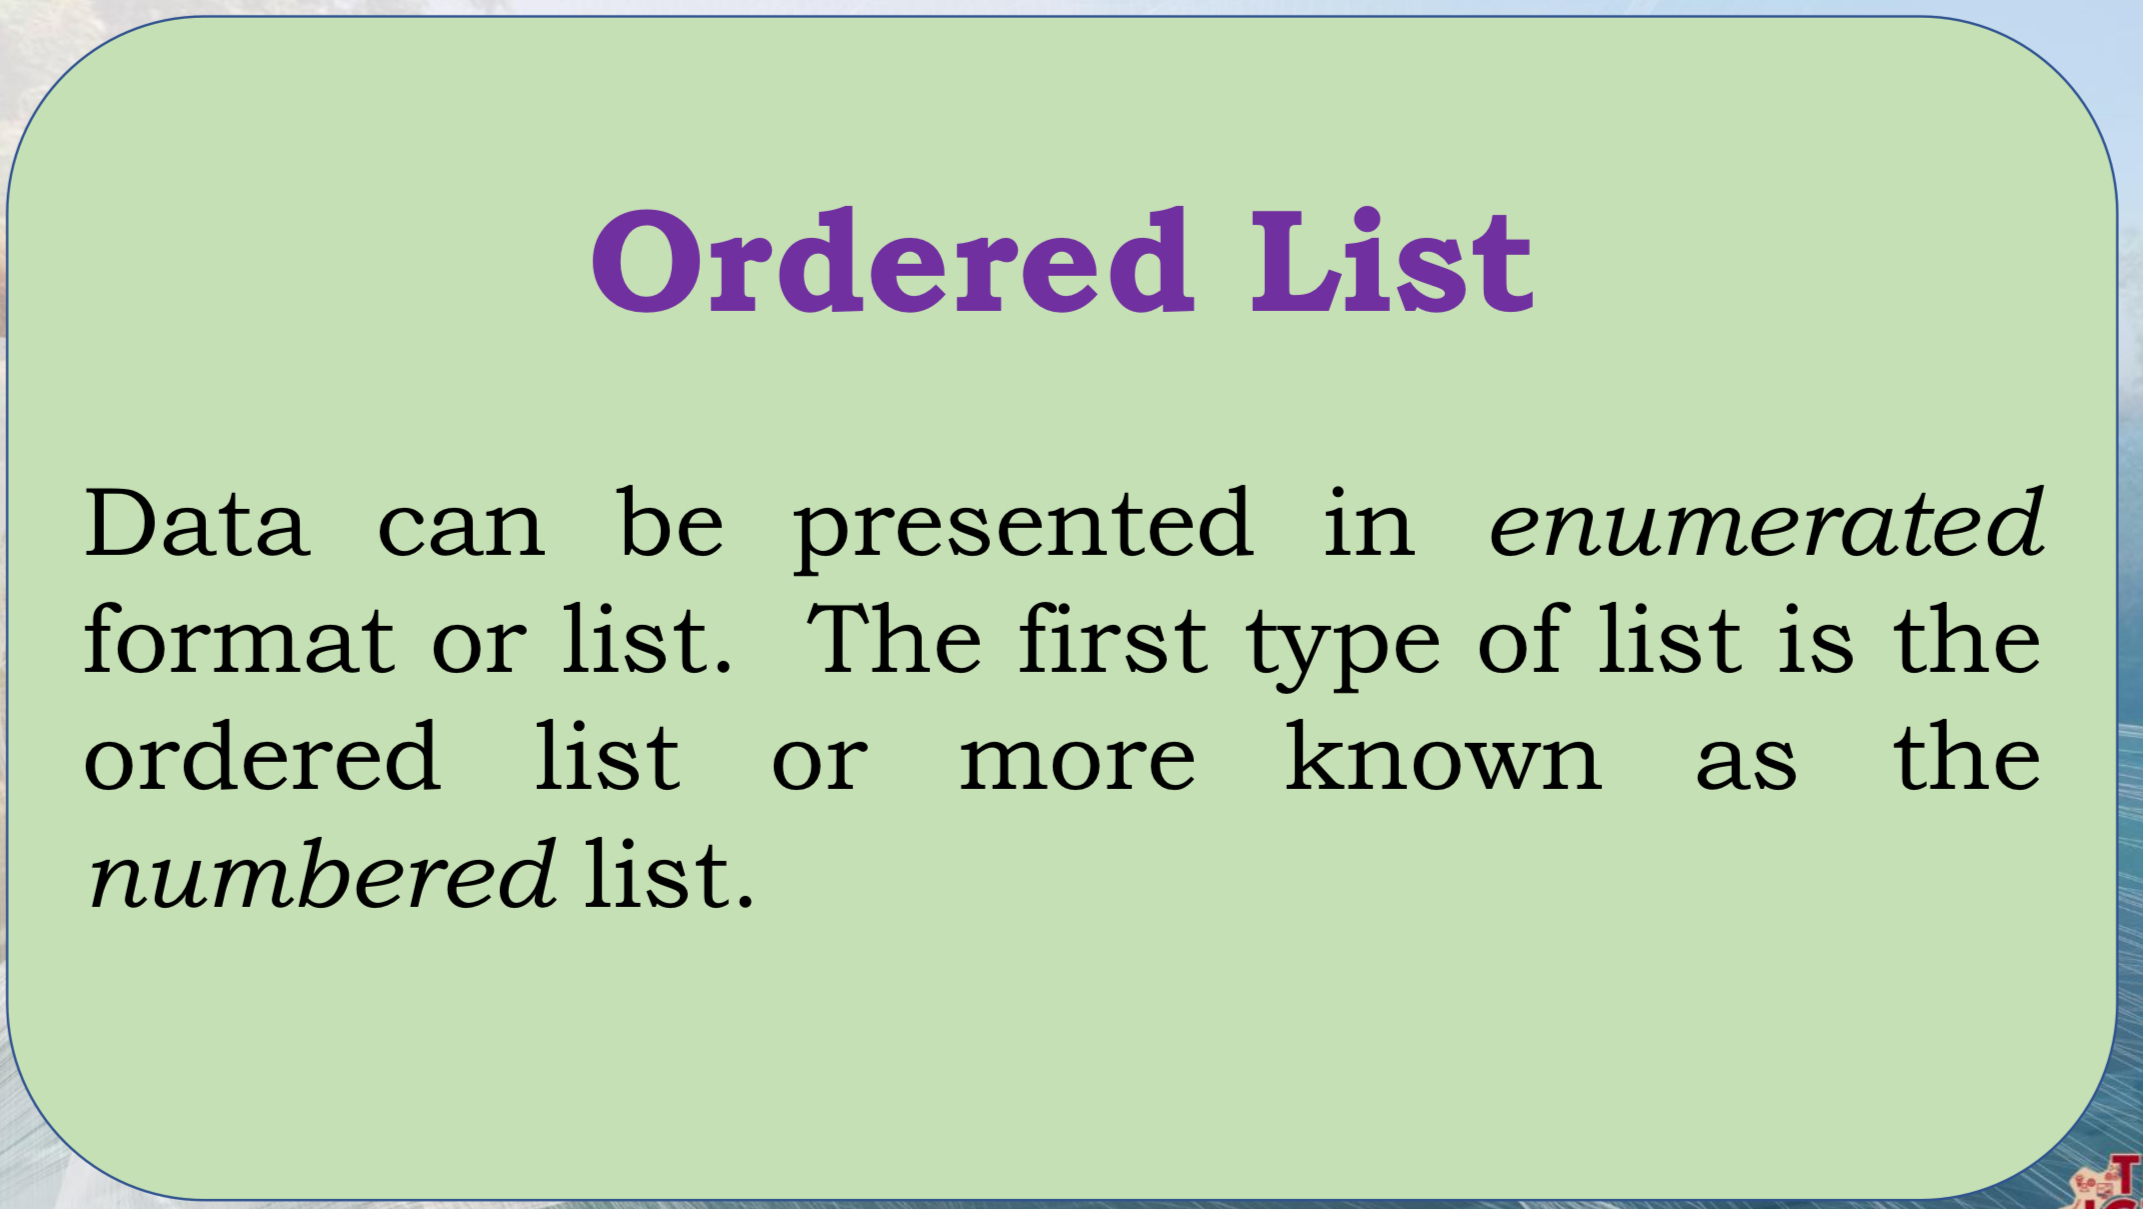 Ordered List
Data can be presented in enumerated
format or list. The first type of list is the
ordered list or more known as the
numbered list.
T